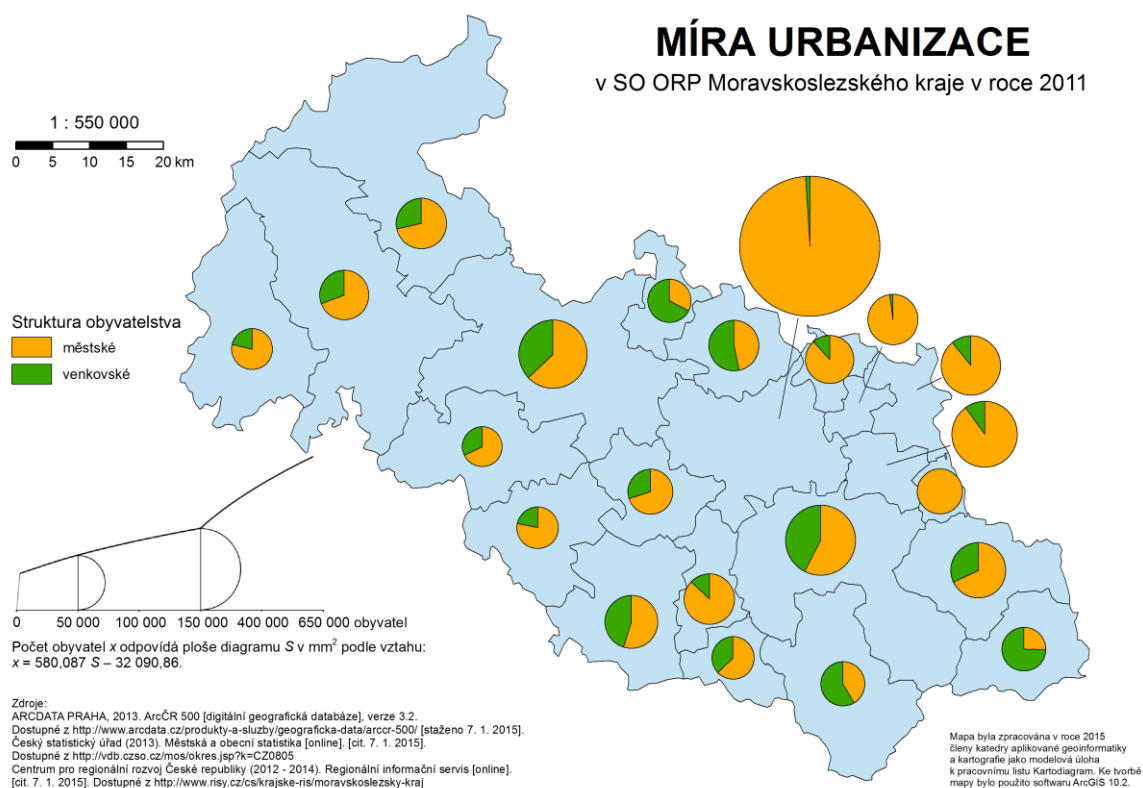 MÍRA URBANIZACE
v SO ORP Moravskoslezského kraje v roce 2011
1 : 550 000
0 5 10 15 20 km
Struktura obyvatelstva
městské
venkovské
0 50 000 100 000 150 000 400 000 650 000 obyvatel
Počet obyvatel x odpovídá ploše diagramu S v mm² podle vztahu:
x = 580,087 S – 32 090,86.
Zdroje:
ARCDATA PRAHA, 2013. ArcČR 500 [digitální geografická databáze], verze 3.2.
Dostupné z http://www.arcdata.cz/produkty-a-sluzby/geograficka-data/arccr-500/ [staženo 7. 1. 2015].
Český statistický úřad (2013). Městská a obecní statistika [online]. [cit. 7. 1. 2015].
Dostupné z http://vdb.czso.cz/mos/okres.jsp?k=CZ0805
Centrum pro regionální rozvoj České republiky (2012 - 2014). Regionální informační servis [online].
[cit. 7. 1. 2015]. Dostupné z http://www.risy.cz/cs/krajske-ris/moravskoslezsky-kraj
Mapa byla zpracována v roce 2015
členy katedry aplikované geoinformatiky
a kartografie jako modelová úloha
k pracovnímu listu Kartodiagram. Ke tvorbě
mapy bylo použito softwaru ArcGIS 10.2.